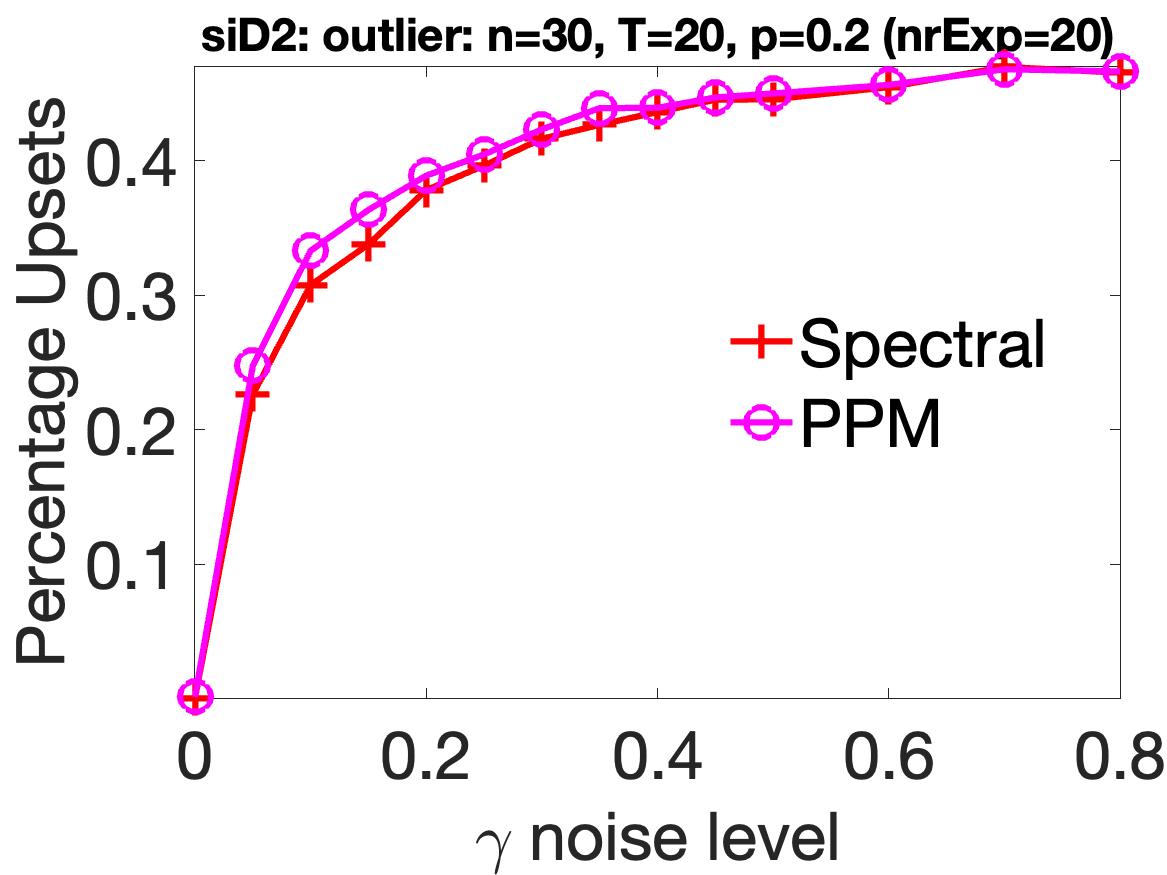 siD2: outlier: n=30, T=20, p=0.2 (nrExp=20)
Percentage Upsets
0.4
0.3
0.2
0.1
Spectral
PPM
0
0.2
0.4
0.6
0.8
γ noise level